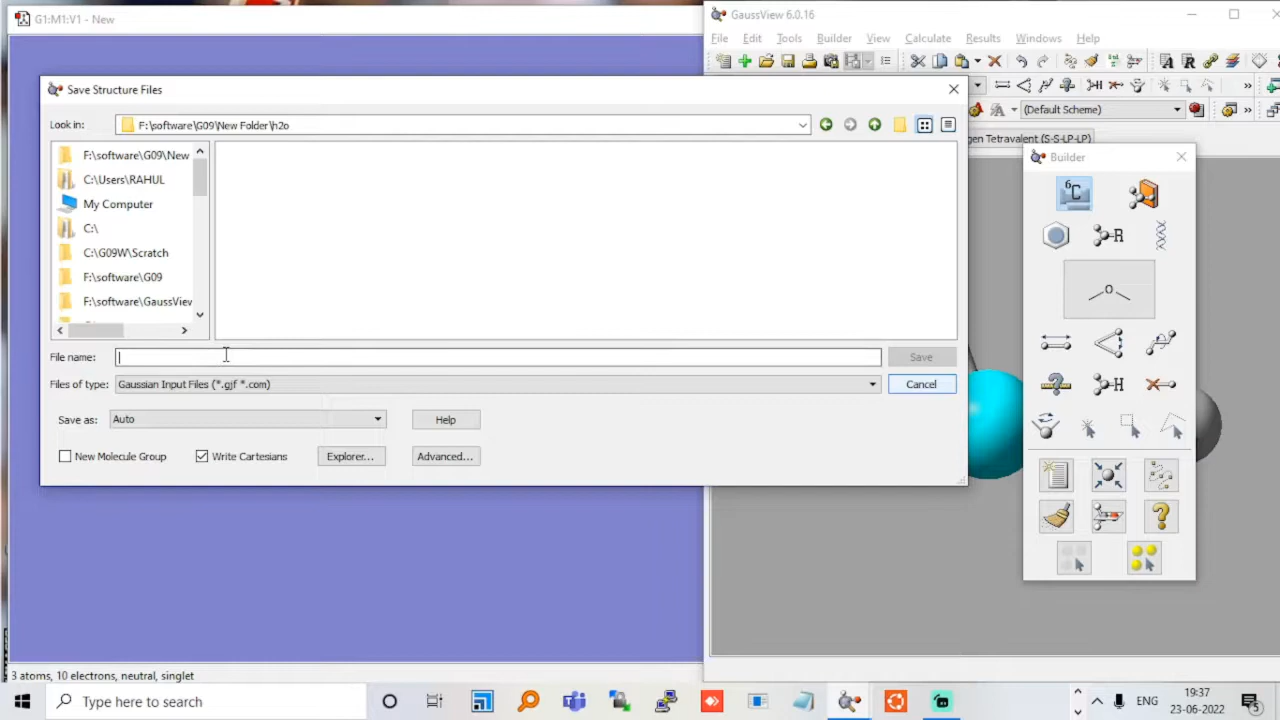 G1:M1:V1 - New
GaussView 6.0.16
File Edit Tools Builder View Calculate Results Windows Help
Save Structure Files
Look in:
F:\software\G09\New Folder\h2o
(Default Scheme)
gen Tetravalent (S-S-LP-LP)
Builder
F:\software\G09\New
C:\Users\RAHUL
My Computer
C:\
C:\G09W\Scratch
F:\software\G09
F:\software\GaussView
6C
R
O
H
File name:
Save
Files of type:
Gaussian Input Files (*.gjf *.com)
Cancel
Save as:
Auto
Help
New Molecule Group
Write Cartesians
Explorer...
Advanced...
3 atoms, 10 electrons, neutral, singlet
Type here to search
ENG
19:37
23-06-2022
5